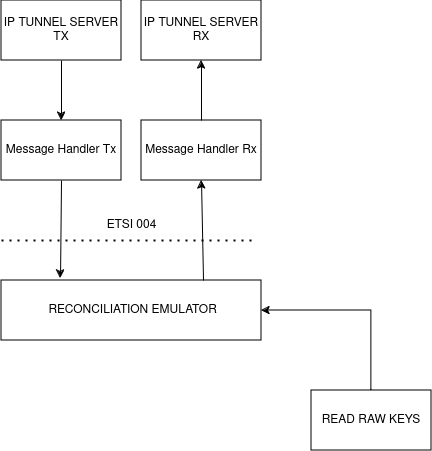 IP TUNNEL SERVER
TX
IP TUNNEL SERVER
RX
Message Handler Tx
Message Handler Rx
ETSI 004
RECONCILIATION EMULATOR
READ RAW KEYS